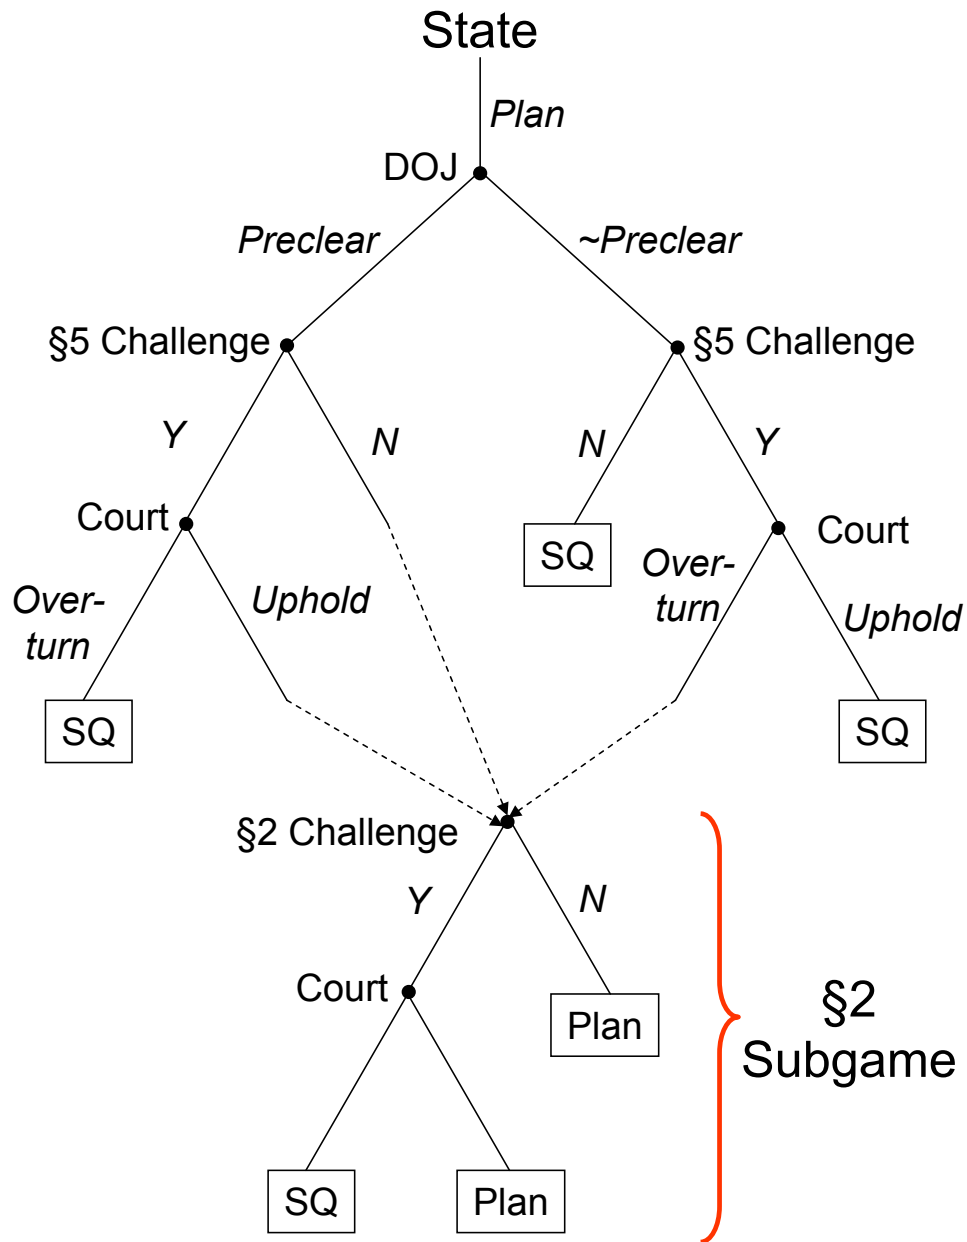 State
Plan
DOJ
Preclear
~Preclear
§5 Challenge
§5 Challenge
Y
N
N
Y
Court
SQ
Court
Over-
turn
Uphold
Over-
turn
Uphold
SQ
SQ
§2 Challenge
Y
N
Court
Plan
§2
Subgame
SQ
Plan